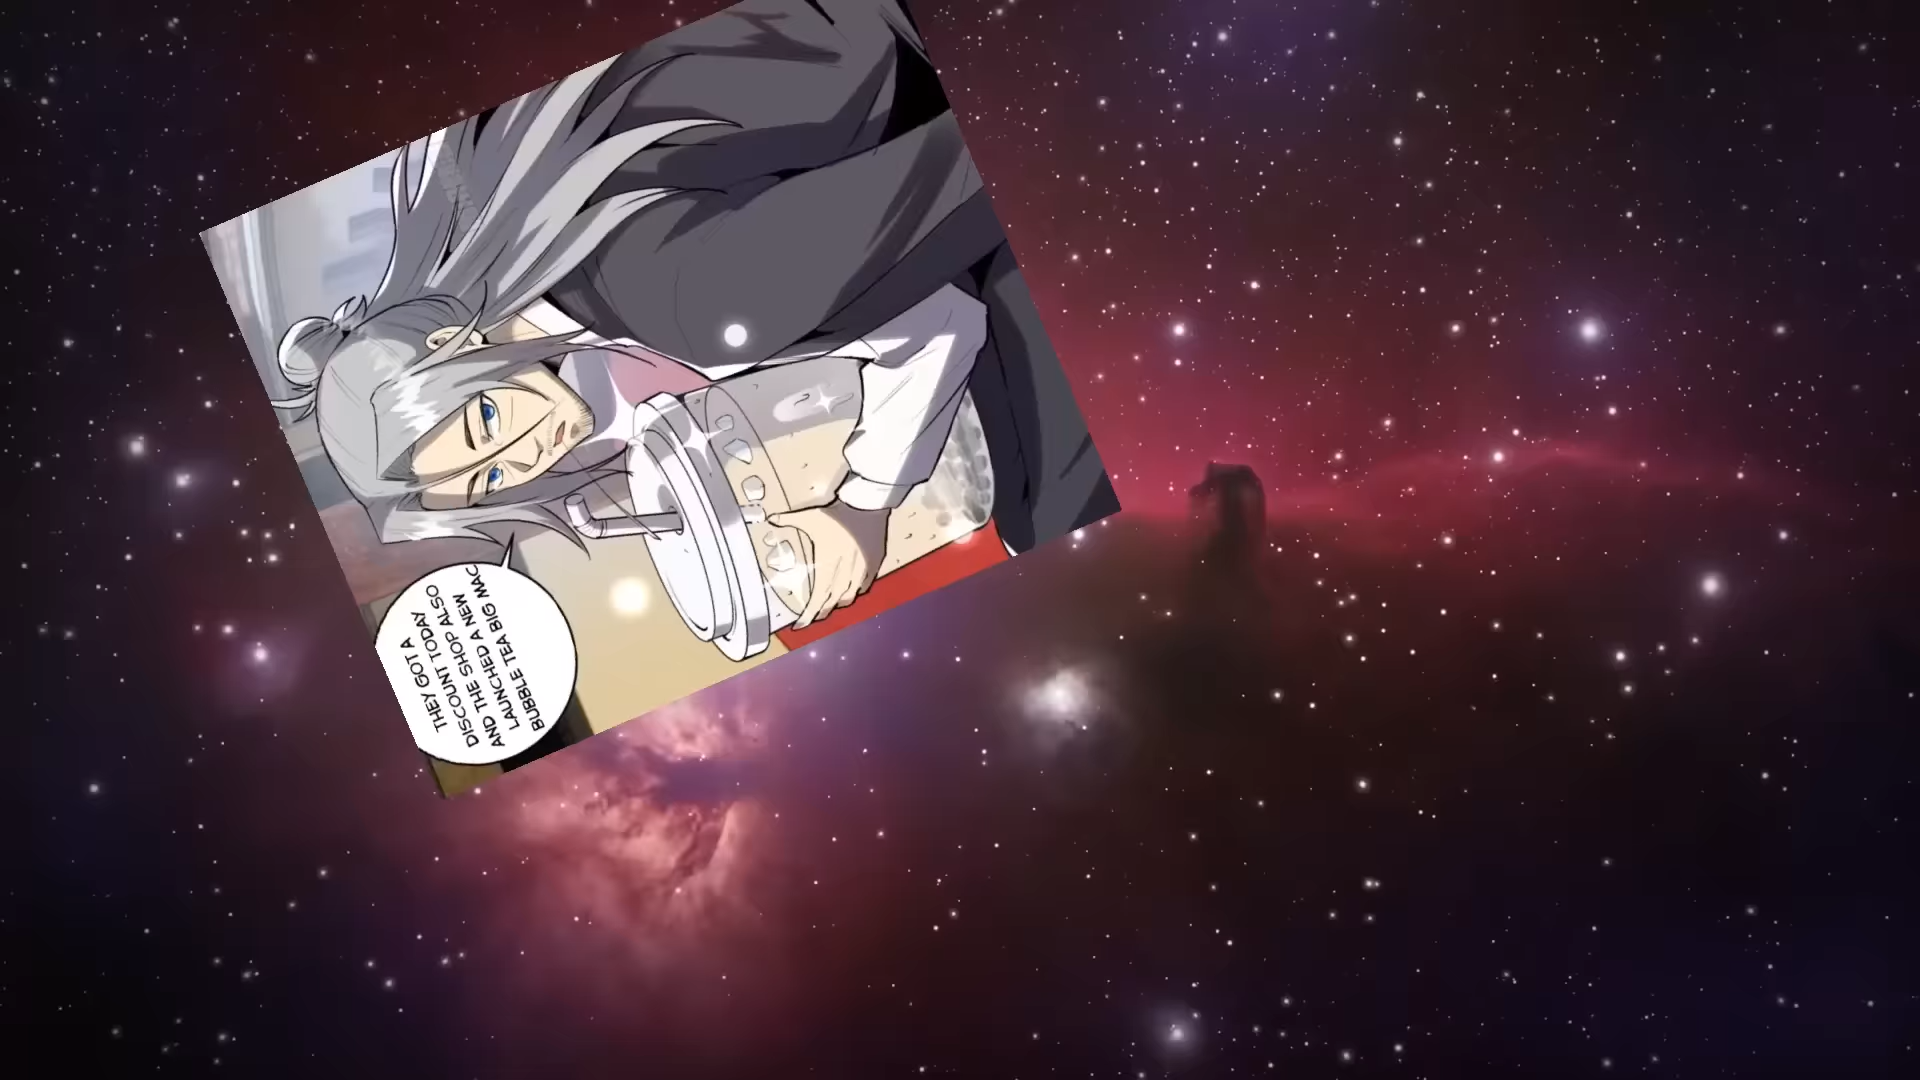 THEY GOT A
DISCOUNT TODAY
AND THE SHOP ALSO
LAUNCHED A NEW
BUBBLE TEA BIG MAC